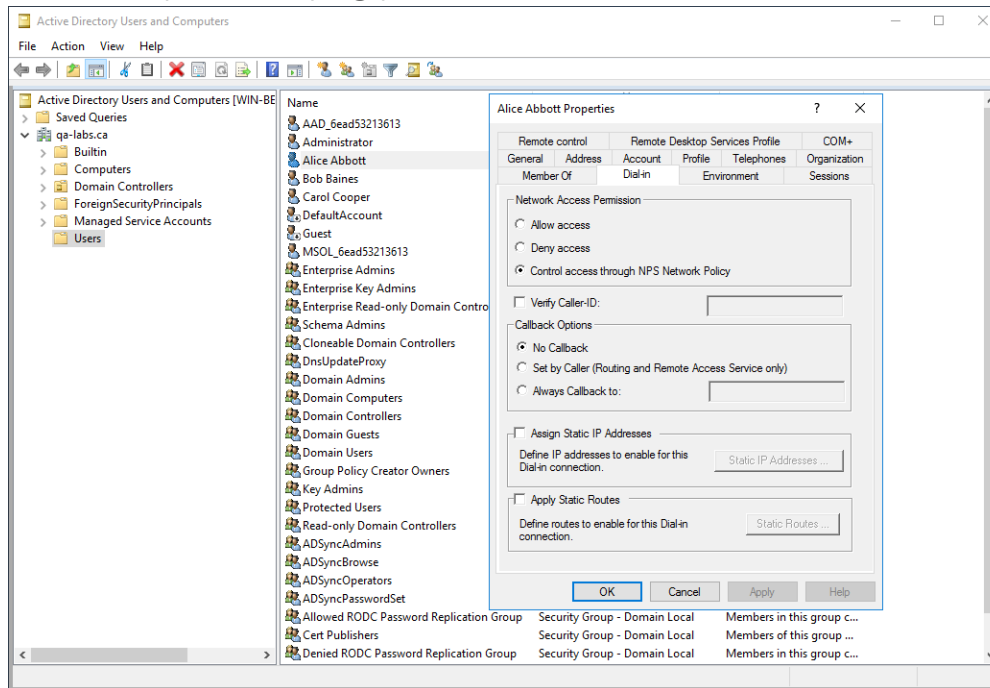 Active Directory Users and Computers
File Action View Help
Active Directory Users and Computers [WIN-BE
Saved Queries
qa-labs.ca
Builtin
Computers
Domain Controllers
ForeignSecurityPrincipals
Managed Service Accounts
Users
Name
AAD_6ead53213613
Administrator
Alice Abbott
Bob Baines
Carol Cooper
DefaultAccount
Guest
MSOL_6ead53213613
Enterprise Admins
Enterprise Key Admins
Enterprise Read-only Domain Contro
Schema Admins
Cloneable Domain Controllers
DnsUpdateProxy
Domain Admins
Domain Computers
Domain Controllers
Domain Guests
Domain Users
Group Policy Creator Owners
Key Admins
Protected Users
Read-only Domain Controllers
ADSyncAdmins
ADSyncBrowse
ADSyncOperators
ADSyncPasswordSet
Allowed RODC Password Replication Group Security Group - Domain Local Members in this group c...
Cert Publishers Security Group - Domain Local Members of this group ...
Denied RODC Password Replication Group Security Group - Domain Local Members in this group c...
Alice Abbott Properties ? X
Remote control Remote Desktop Services Profile COM+
General Address Account Profile Telephones Organization
Member Of Dial-in Environment Sessions
Network Access Permission
Allow access
Deny access
Control access through NPS Network Policy
Verify Caller-ID:
Callback Options
No Callback
Set by Caller (Routing and Remote Access Service only)
Always Callback to:
Assign Static IP Addresses
Define IP addresses to enable for this
Dial-in connection.
Static IP Addresses ...
Apply Static Routes
Define routes to enable for this Dial-in
connection.
Static Routes ...
OK Cancel Apply Help